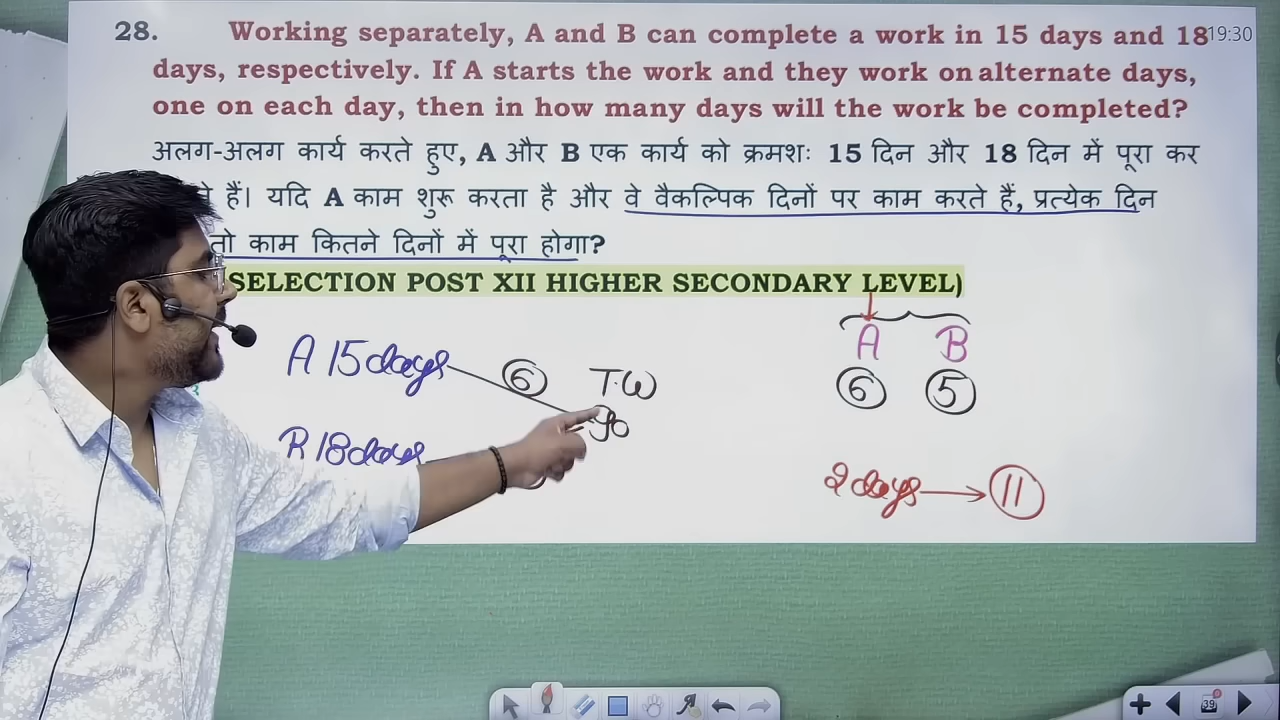 28. Working separately, A and B can complete a work in 15 days and 18
19:30
days, respectively. If A starts the work and they work on alternate days,
one on each day, then in how many days will the work be completed?
अलग-अलग कार्य करते हुए, A और B एक कार्य को क्रमशः 15 दिन और 18 दिन में पूरा कर
हैं। यदि A काम शुरू करता है और वे वैकल्पिक दिनों पर काम करते हैं, प्रत्येक दिन
तो काम कितने दिनों में पूरा होगा?
(SELECTION POST XII HIGHER SECONDARY LEVEL)
A B
A 15 days 6 T.W
6 5
90
B 18 days
2 days → 11
39